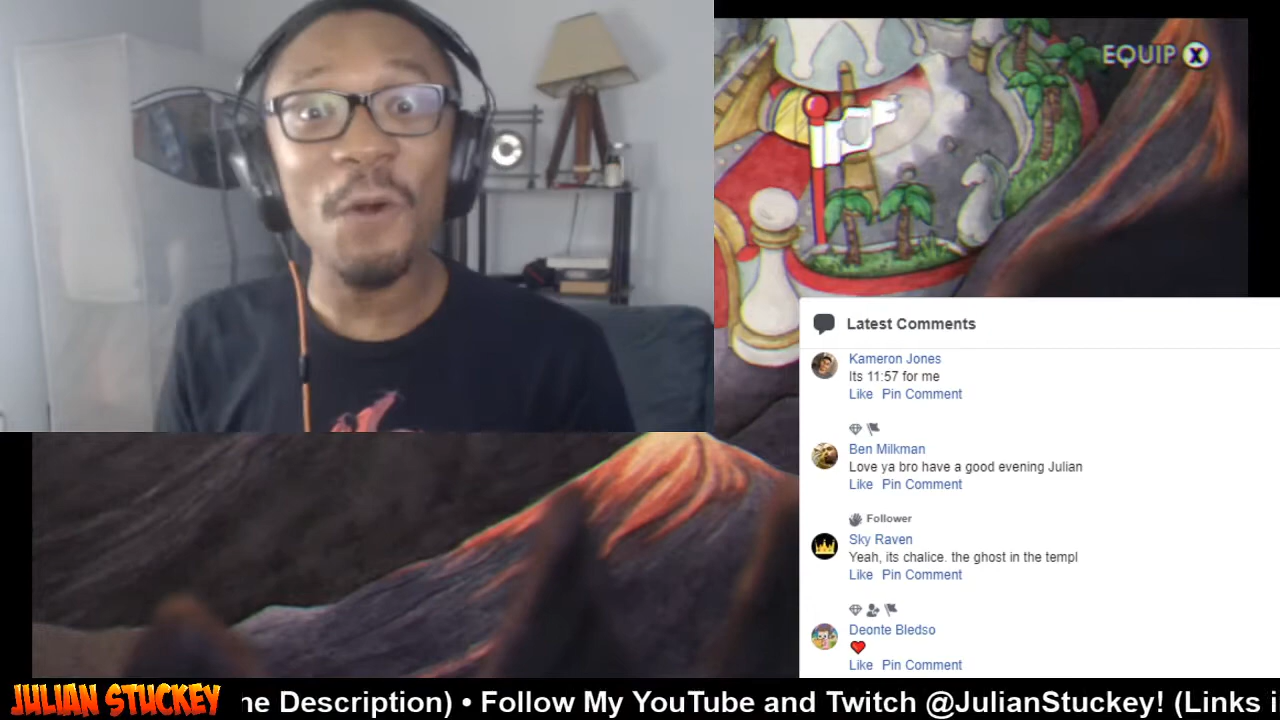 EQUIP X
Latest Comments
Kameron Jones
Its 11:57 for me
Like Pin Comment
Ben Milkman
Love ya bro have a good evening Julian
Like Pin Comment
Follower
Sky Raven
Yeah, its chalice. the ghost in the templ
Like Pin Comment
Deonte Bledso
❤
Like Pin Comment
JULIAN STUCKEY
he Description) • Follow My YouTube and Twitch @JulianStuckey! (Links i